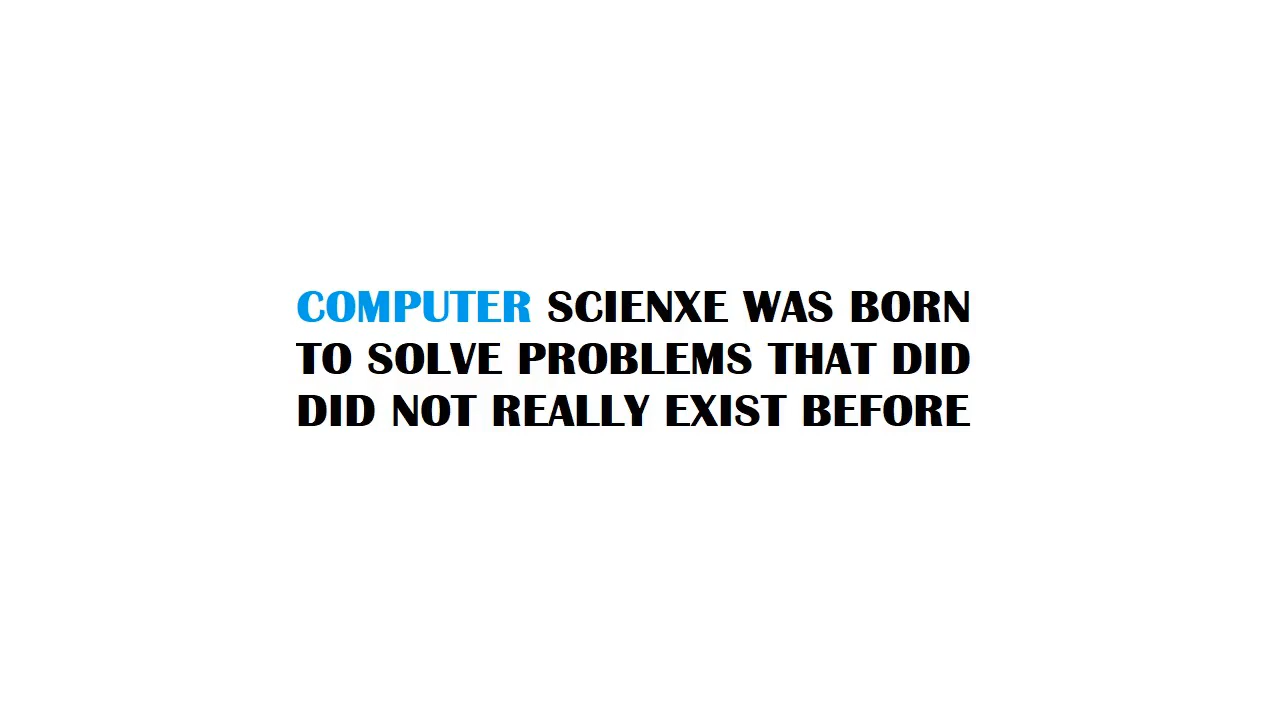 COMPUTER SCIENXE WAS BORN
TO SOLVE PROBLEMS THAT DID
DID NOT REALLY EXIST BEFORE